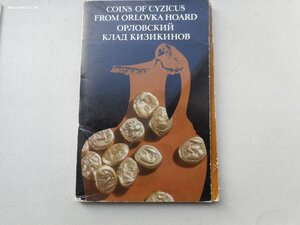 COINS OF CYZICUS
FROM ORLOVKA HOARD
ОРЛОВСКИЙ
КЛАД КИЗИКИНОВ